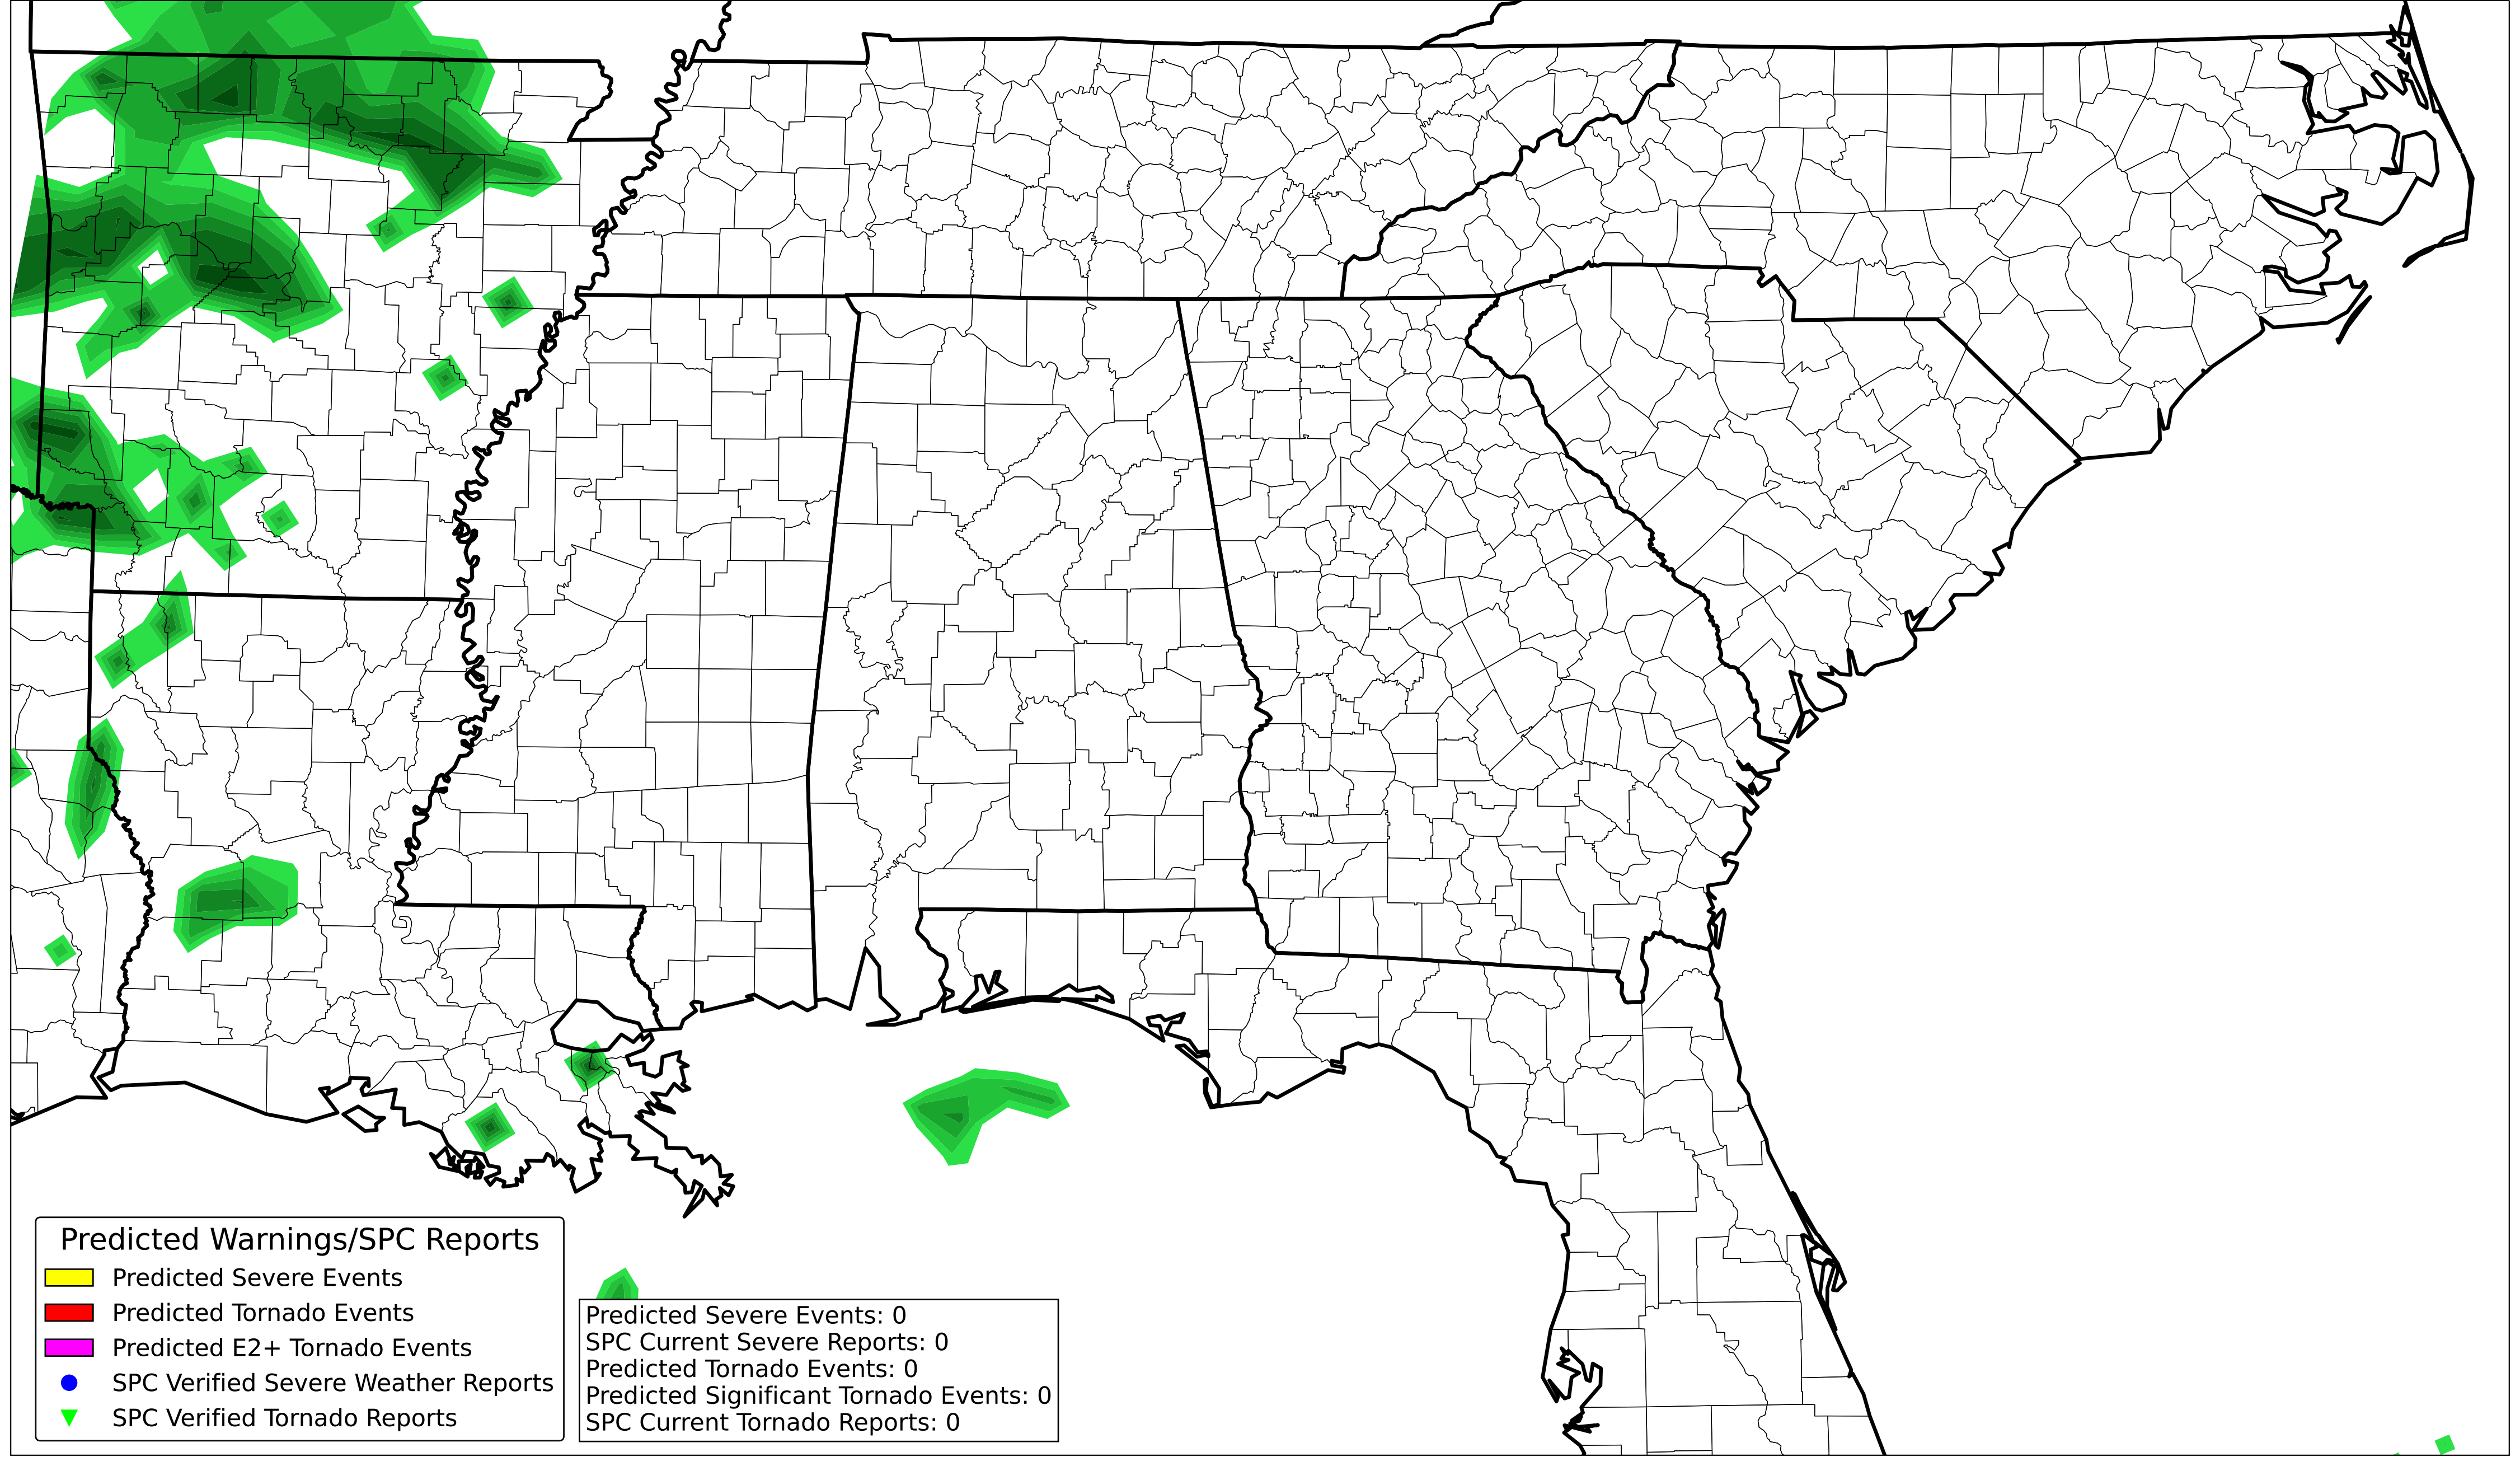 Predicted Warnings/SPC Reports
Predicted Severe Events
Predicted Tornado Events
Predicted E2+ Tornado Events
SPC Verified Severe Weather Reports
SPC Verified Tornado Reports
Predicted Severe Events: 0
SPC Current Severe Reports: 0
Predicted Tornado Events: 0
Predicted Significant Tornado Events: 0
SPC Current Tornado Reports: 0